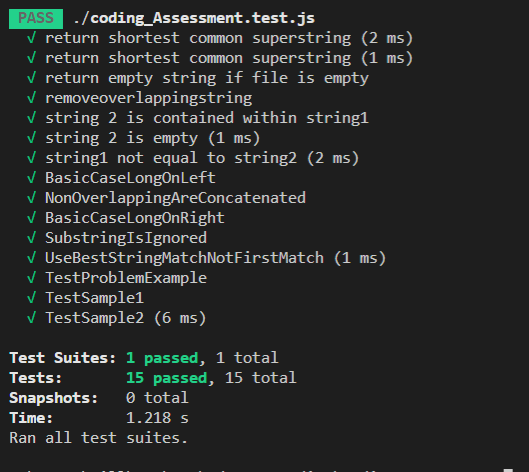 PASS ./coding_Assessment.test.js
√ return shortest common superstring (2 ms)
√ return shortest common superstring (1 ms)
√ return empty string if file is empty
√ removeoverlappingstring
√ string 2 is contained within string1
√ string 2 is empty (1 ms)
√ string1 not equal to string2 (2 ms)
√ BasicCaseLongOnLeft
√ NonOverlappingAreConcatenated
√ BasicCaseLongOnRight
√ SubstringIsIgnored
√ UseBestStringMatchNotFirstMatch (1 ms)
√ TestProblemExample
√ TestSample1
√ TestSample2 (6 ms)
Test Suites: 1 passed, 1 total
Tests: 15 passed, 15 total
Snapshots: 0 total
Time: 1.218 s
Ran all test suites.